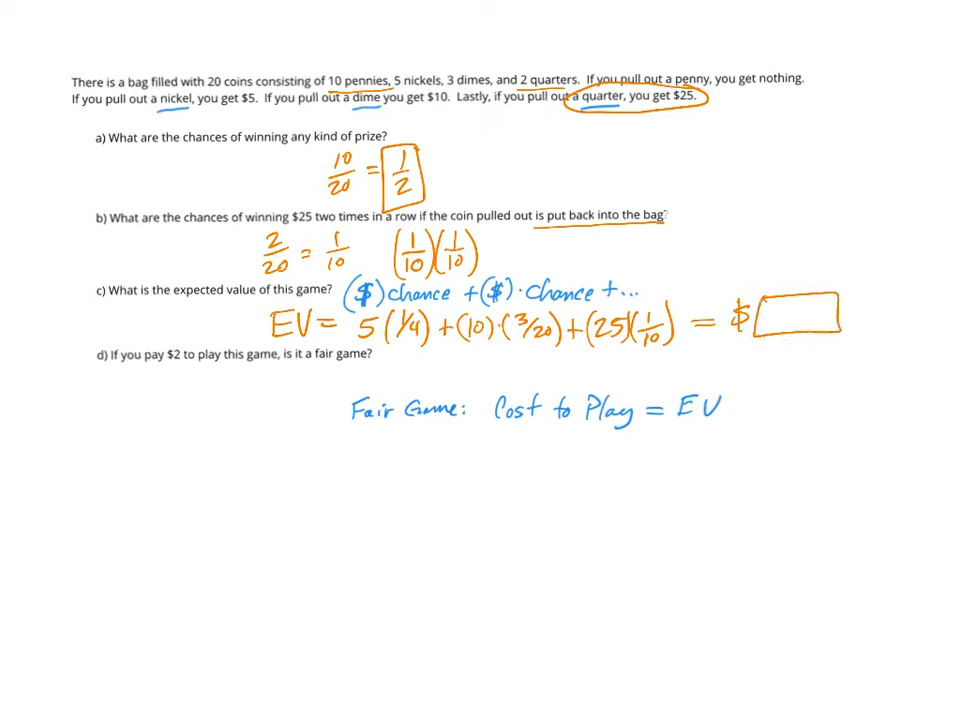 There is a bag filled with 20 coins consisting of 10 pennies, 5 nickels, 3 dimes, and 2 quarters. If you pull out a penny, you get nothing.
If you pull out a nickel, you get $5. If you pull out a dime you get $10. Lastly, if you pull out a quarter, you get $25.
a) What are the chances of winning any kind of prize?
10/20 = 1/2
b) What are the chances of winning $25 two times in a row if the coin pulled out is put back into the bag?
2/20 = 1/10 (1/10)(1/10)
c) What is the expected value of this game? ($) chance + ($) · chance + ...
EV = 5 (1/4) + (10) · (3/20) + (25)(1/10) = $
d) If you pay $2 to play this game, is it a fair game?
Fair Game: Cost to Play = EV